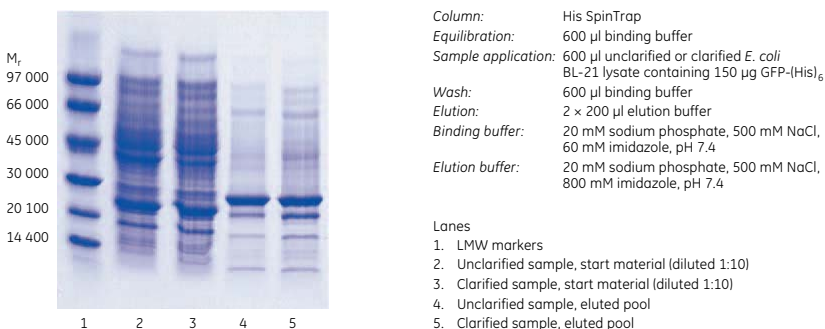 M_r
97 000
66 000
45 000
30 000
20 100
14 400
1 2 3 4 5
Column: His SpinTrap
Equilibration: 600 µl binding buffer
Sample application: 600 µl unclarified or clarified E. coli
BL-21 lysate containing 150 µg GFP-(His)₆
Wash: 600 µl binding buffer
Elution: 2 × 200 µl elution buffer
Binding buffer: 20 mM sodium phosphate, 500 mM NaCl,
60 mM imidazole, pH 7.4
Elution buffer: 20 mM sodium phosphate, 500 mM NaCl,
800 mM imidazole, pH 7.4
Lanes
1. LMW markers
2. Unclarified sample, start material (diluted 1:10)
3. Clarified sample, start material (diluted 1:10)
4. Unclarified sample, eluted pool
5. Clarified sample, eluted pool